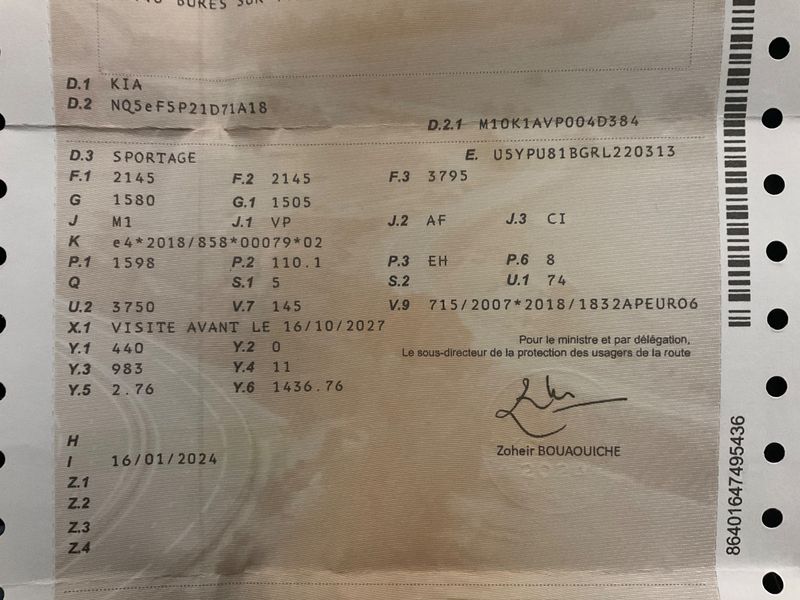 BURES SUR
D.1 KIA
D.2 NQ5eF5P21D71A18
D.2.1 M10K1AVP004D384
D.3 SPORTAGE E. U5YPU81BGRL220313
F.1 2145 F.2 2145 F.3 3795
G 1580 G.1 1505
J M1 J.1 VP J.2 AF J.3 CI
K e4*2018/858*00079*02
P.1 1598 P.2 110.1 P.3 EH P.6 8
Q S.1 5 S.2 U.1 74
U.2 3750 V.7 145 V.9 715/2007*2018/1832APEURO6
X.1 VISITE AVANT LE 16/10/2027
Y.1 440 Y.2 0
Y.3 983 Y.4 11
Y.5 2.76 Y.6 1436.76
Pour le ministre et par délégation,
Le sous-directeur de la protection des usagers de la route
Zoheir BOUAOUICHE
H
I 16/01/2024
Z.1
Z.2
Z.3
Z.4
86401647495436